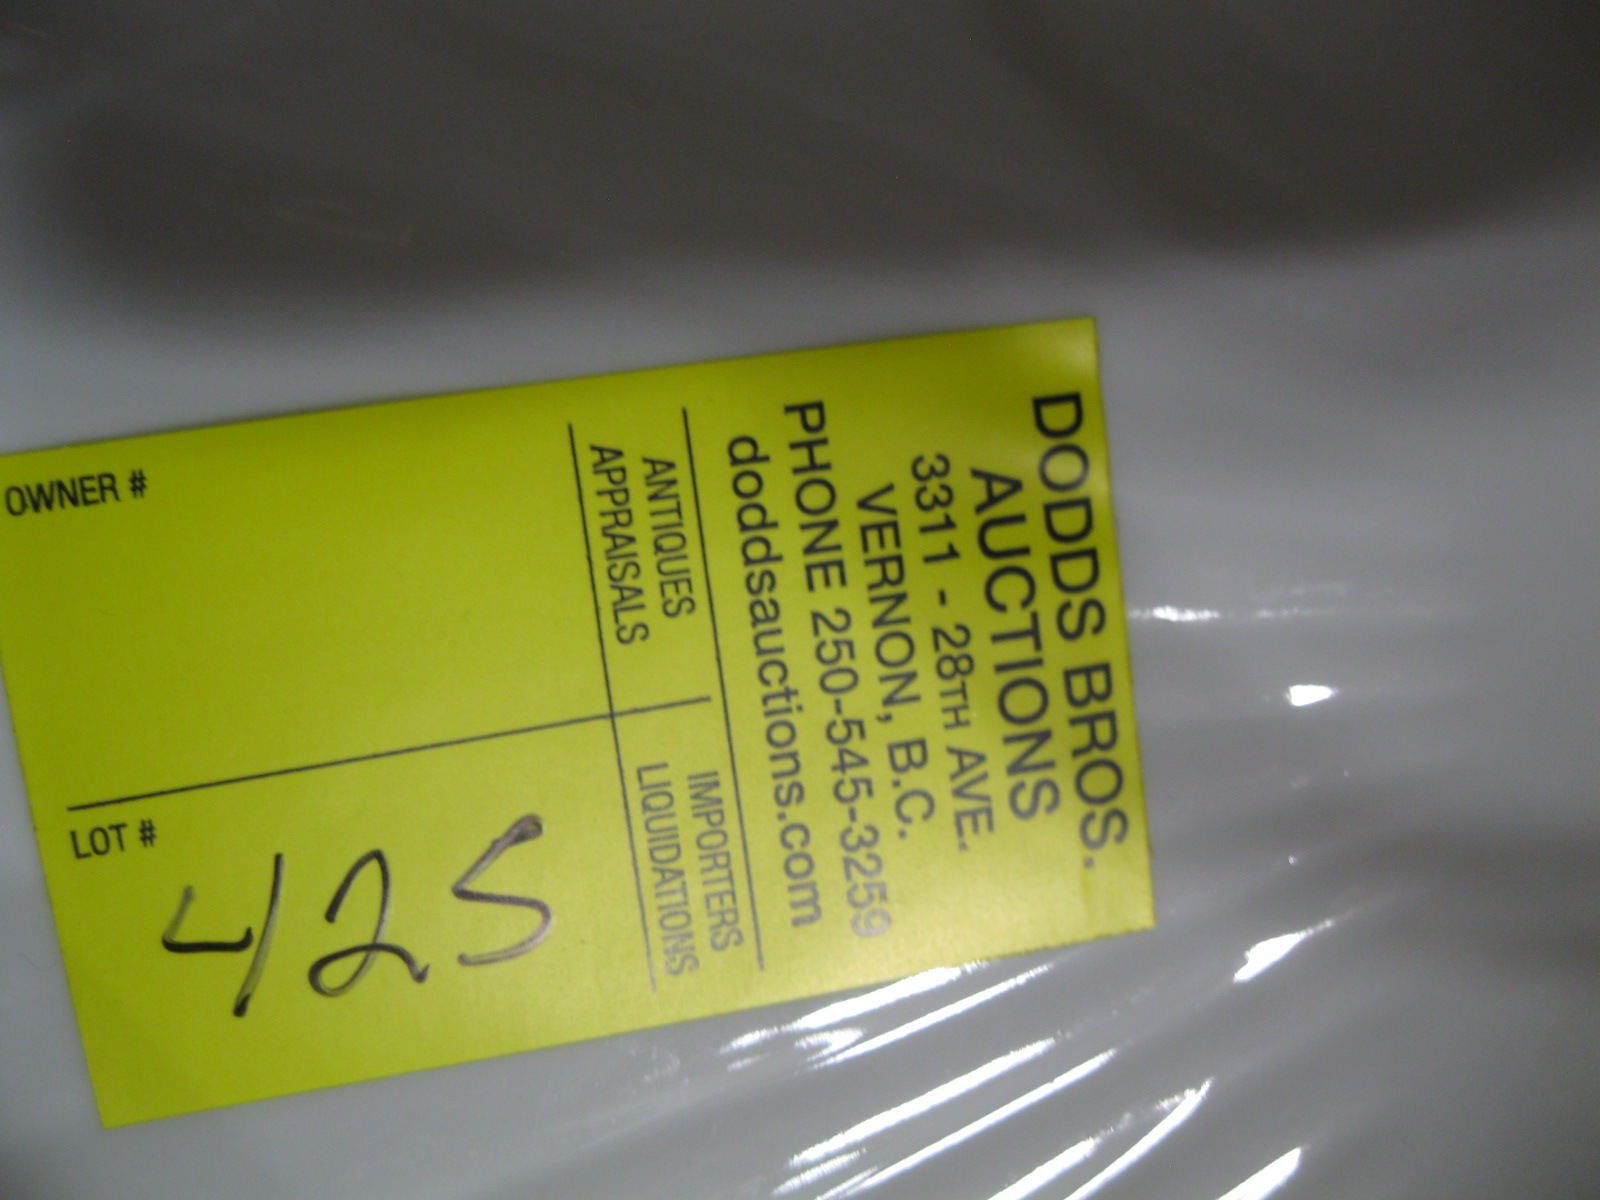 DODDS BROS.
AUCTIONS
3311 - 28TH AVE.
VERNON, B.C.
PHONE 250-545-3259
doddsauctions.com
ANTIQUES | IMPORTERS
APPRAISALS LIQUIDATIONS
OWNER #
LOT #
425